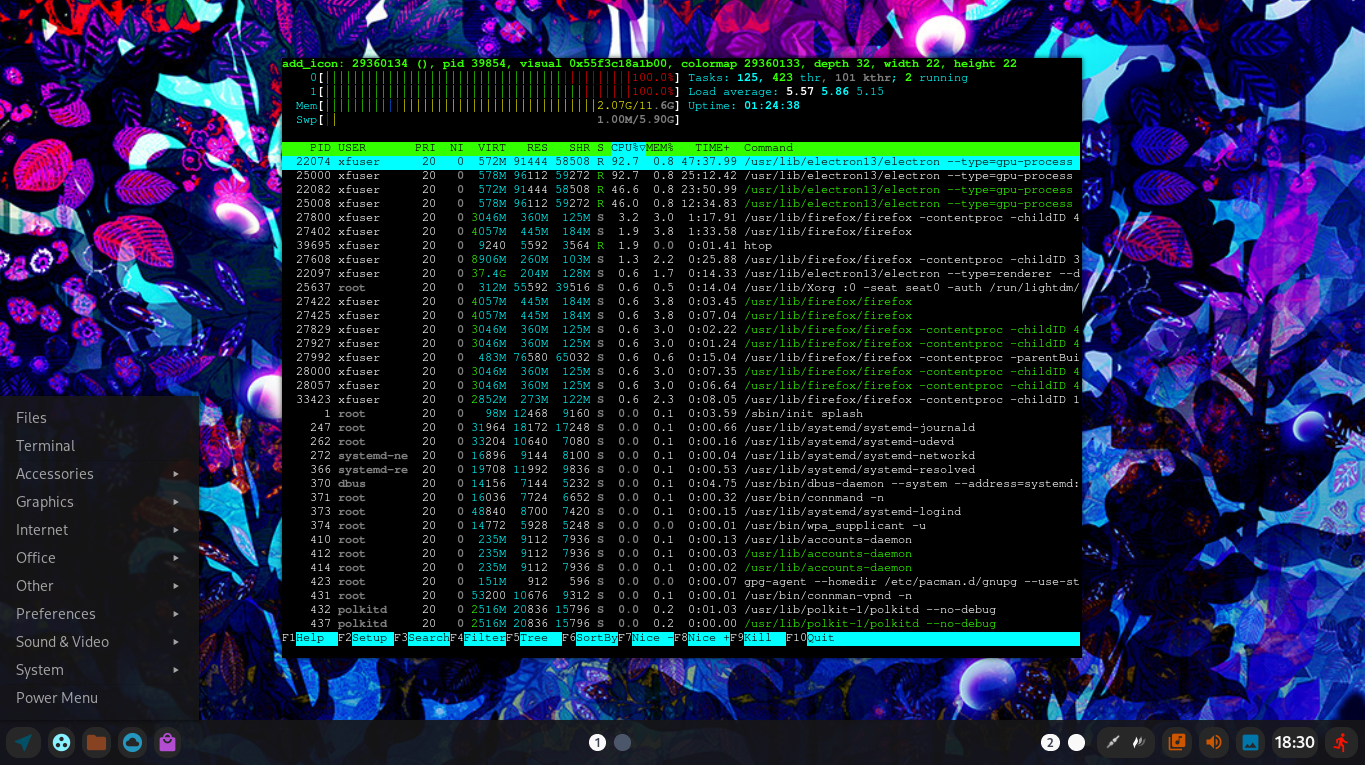 add_icon: 29360134 (), pid 39854, visual 0x55f3c18a1b00, colormap 29360133, depth 32, width 22, height 22
0[||||||||||||||||||||||||||||||||||||||||||||100.0%] Tasks: 125, 423 thr, 101 kthr; 2 running
1[||||||||||||||||||||||||||||||||||||||||||||100.0%] Load average: 5.57 5.86 5.15
Mem[|||||||||||||||||||||||||||||||||||||||2.07G/11.6G] Uptime: 01:24:38
Swp[|| 1.00M/5.90G]
PID USER PRI NI VIRT RES SHR S CPU%▽MEM% TIME+ Command
22074 xfuser 20 0 572M 91444 58508 R 92.7 0.8 47:37.99 /usr/lib/electron13/electron --type=gpu-process
25000 xfuser 20 0 578M 96112 59272 R 92.7 0.8 25:12.42 /usr/lib/electron13/electron --type=gpu-process
22082 xfuser 20 0 572M 91444 58508 R 46.6 0.8 23:50.99 /usr/lib/electron13/electron --type=gpu-process
25008 xfuser 20 0 578M 96112 59272 R 46.0 0.8 12:34.83 /usr/lib/electron13/electron --type=gpu-process
27800 xfuser 20 0 3046M 360M 125M S 3.2 3.0 1:17.91 /usr/lib/firefox/firefox -contentproc -childID 4
27402 xfuser 20 0 4057M 445M 184M S 1.9 3.8 1:33.58 /usr/lib/firefox/firefox
39695 xfuser 20 0 9240 5592 3564 R 1.9 0.0 0:01.41 htop
27608 xfuser 20 0 8906M 260M 103M S 1.3 2.2 0:25.88 /usr/lib/firefox/firefox -contentproc -childID 3
22097 xfuser 20 0 37.4G 204M 128M S 0.6 1.7 0:14.33 /usr/lib/electron13/electron --type=renderer --d
25637 root 20 0 312M 55592 39516 S 0.6 0.5 0:14.04 /usr/lib/Xorg :0 -seat seat0 -auth /run/lightdm/
27422 xfuser 20 0 4057M 445M 184M S 0.6 3.8 0:03.45 /usr/lib/firefox/firefox
27425 xfuser 20 0 4057M 445M 184M S 0.6 3.8 0:07.04 /usr/lib/firefox/firefox
27829 xfuser 20 0 3046M 360M 125M S 0.6 3.0 0:02.22 /usr/lib/firefox/firefox -contentproc -childID 4
27927 xfuser 20 0 3046M 360M 125M S 0.6 3.0 0:01.24 /usr/lib/firefox/firefox -contentproc -childID 4
27992 xfuser 20 0 483M 76580 65032 S 0.6 0.6 0:15.04 /usr/lib/firefox/firefox -contentproc -parentBui
28000 xfuser 20 0 3046M 360M 125M S 0.6 3.0 0:07.35 /usr/lib/firefox/firefox -contentproc -childID 4
28057 xfuser 20 0 3046M 360M 125M S 0.6 3.0 0:06.64 /usr/lib/firefox/firefox -contentproc -childID 4
33423 xfuser 20 0 2852M 273M 122M S 0.6 2.3 0:08.05 /usr/lib/firefox/firefox -contentproc -childID 1
1 root 20 0 98M 12468 9160 S 0.0 0.1 0:03.59 /sbin/init splash
247 root 20 0 31964 18172 17248 S 0.0 0.1 0:00.66 /usr/lib/systemd/systemd-journald
262 root 20 0 33204 10640 7080 S 0.0 0.1 0:00.16 /usr/lib/systemd/systemd-udevd
272 systemd-ne 20 0 16896 9144 8100 S 0.0 0.1 0:00.04 /usr/lib/systemd/systemd-networkd
366 systemd-re 20 0 19708 11992 9836 S 0.0 0.1 0:00.53 /usr/lib/systemd/systemd-resolved
370 dbus 20 0 14156 7144 5232 S 0.0 0.1 0:04.75 /usr/bin/dbus-daemon --system --address=systemd:
371 root 20 0 16036 7724 6652 S 0.0 0.1 0:00.32 /usr/bin/connmand -n
373 root 20 0 48840 8700 7420 S 0.0 0.1 0:00.15 /usr/lib/systemd/systemd-logind
374 root 20 0 14772 5928 5248 S 0.0 0.0 0:00.01 /usr/bin/wpa_supplicant -u
410 root 20 0 235M 9112 7936 S 0.0 0.1 0:00.13 /usr/lib/accounts-daemon
412 root 20 0 235M 9112 7936 S 0.0 0.1 0:00.03 /usr/lib/accounts-daemon
414 root 20 0 235M 9112 7936 S 0.0 0.1 0:00.02 /usr/lib/accounts-daemon
423 root 20 0 151M 912 596 S 0.0 0.0 0:00.07 gpg-agent --homedir /etc/pacman.d/gnupg --use-st
431 root 20 0 53200 10676 9312 S 0.0 0.1 0:00.01 /usr/bin/connman-vpnd -n
432 polkitd 20 0 2516M 20836 15796 S 0.0 0.2 0:01.00 /usr/lib/polkit-1/polkitd --no-debug
437 polkitd 20 0 2516M 20836 15796 S 0.0 0.2 0:00.00 /usr/lib/polkit-1/polkitd --no-debug
F1Help F2Setup F3SearchF4FilterF5Tree F6SortByF7Nice -F8Nice +F9Kill F10Quit
Files
Terminal
Accessories
Graphics
Internet
Office
Other
Preferences
Sound & Video
System
Power Menu
1
2
18:30